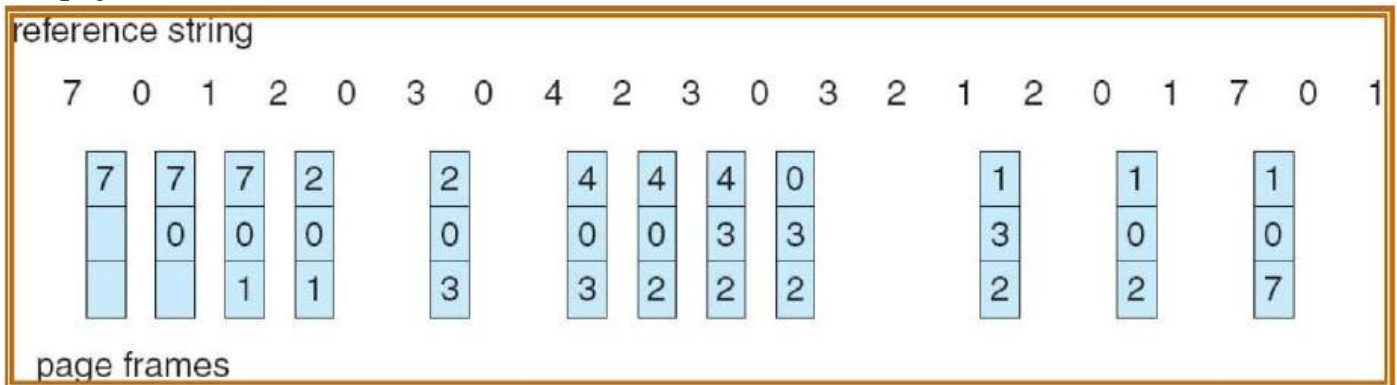 reference string
7 0 1 2 0 3 0 4 2 3 0 3 2 1 2 0 1 7 0 1
7 7 7 2 2 4 4 4 0 1 1 1
0 0 0 0 0 0 3 3 3 0 0
1 1 3 3 2 2 2 2 2 7
page frames